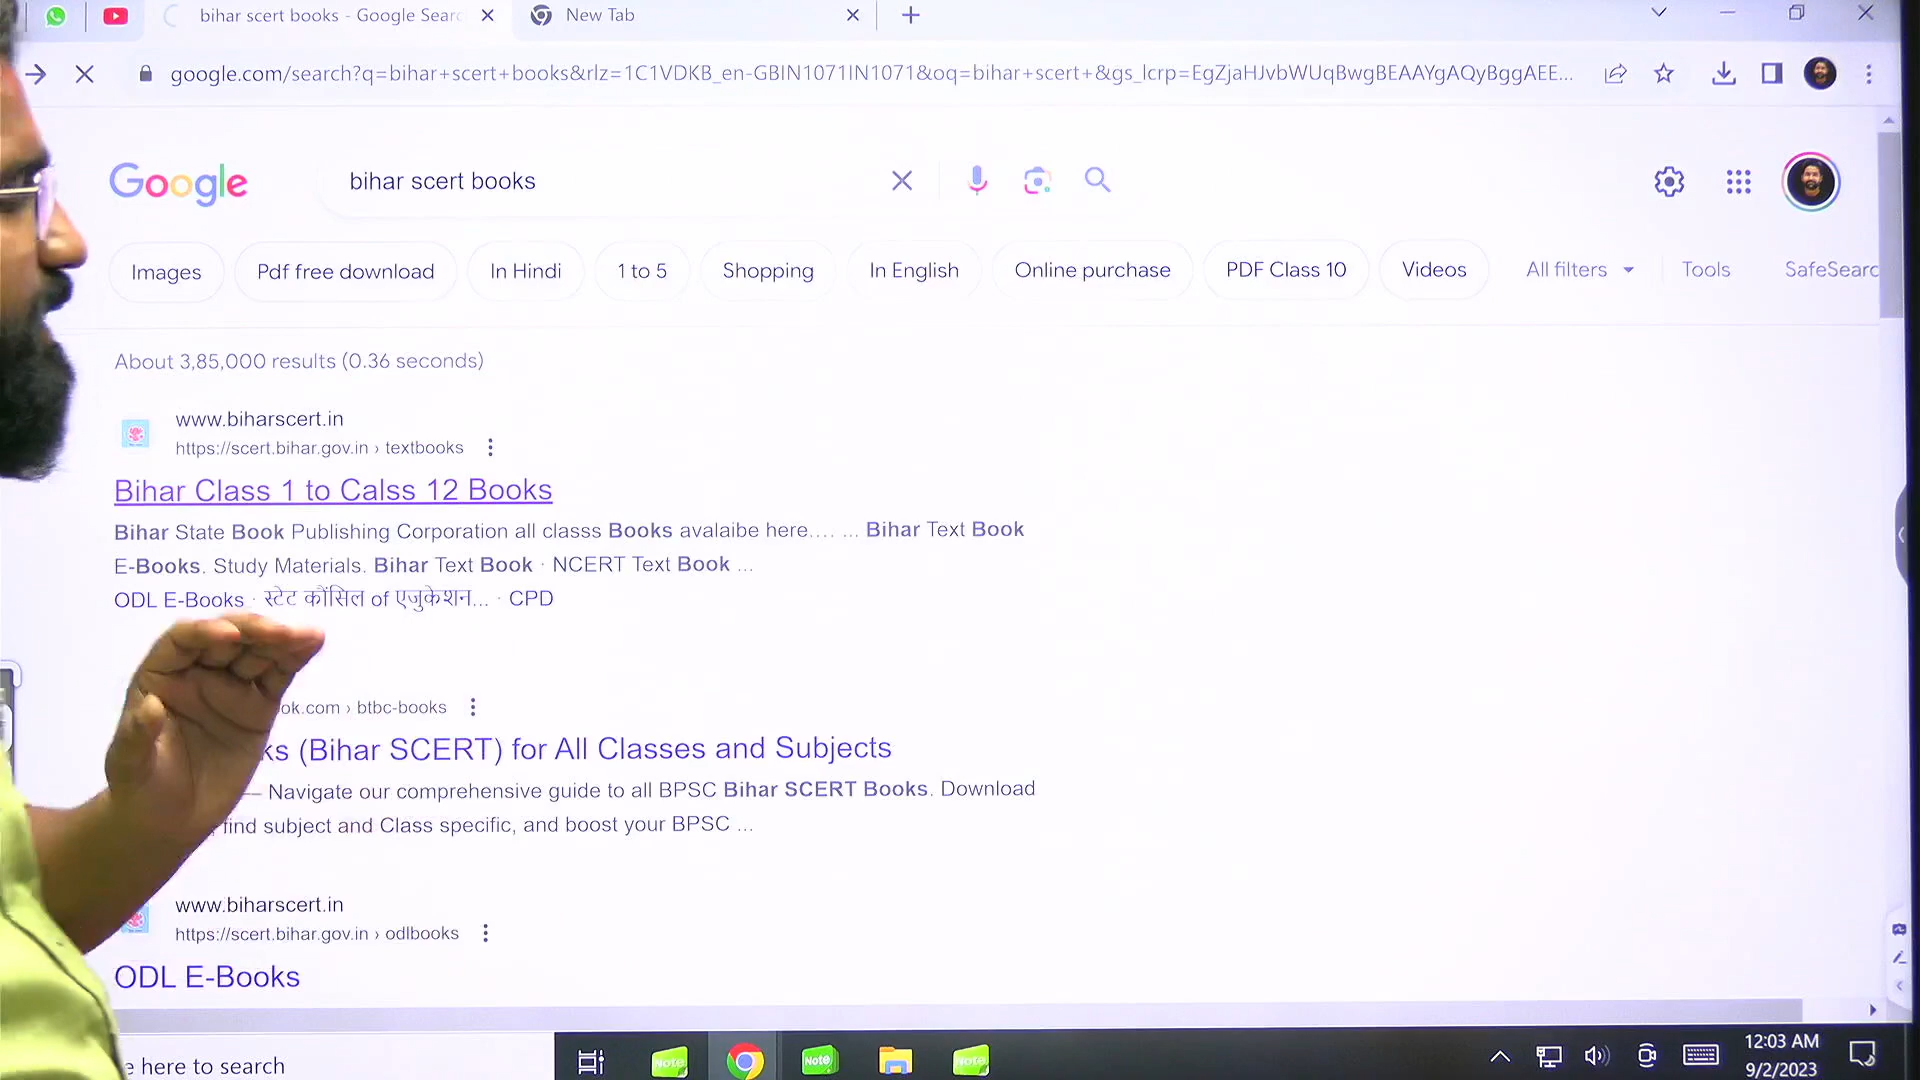 bihar scert books - Google Searc
New Tab
google.com/search?q=bihar+scert+books&rlz=1C1VDKB_en-GBIN1071IN1071&oq=bihar+scert+&gs_lcrp=EgZjaHJvbWUqBwgBEAAYgAQyBggAEE...
Google
bihar scert books
Images
Pdf free download
In Hindi
1 to 5
Shopping
In English
Online purchase
PDF Class 10
Videos
All filters
Tools
SafeSearc
About 3,85,000 results (0.36 seconds)
www.biharscert.in
https://scert.bihar.gov.in › textbooks
Bihar Class 1 to Calss 12 Books
Bihar State Book Publishing Corporation all classs Books avalaibe here.... ... Bihar Text Book
E-Books. Study Materials. Bihar Text Book · NCERT Text Book ...
ODL E-Books · स्टेट कौंसिल of एजुकेशन... · CPD
ok.com › btbc-books
ks (Bihar SCERT) for All Classes and Subjects
— Navigate our comprehensive guide to all BPSC Bihar SCERT Books. Download
, find subject and Class specific, and boost your BPSC ...
www.biharscert.in
https://scert.bihar.gov.in › odlbooks
ODL E-Books
e here to search
Note
Note
Note
12:03 AM
9/2/2023